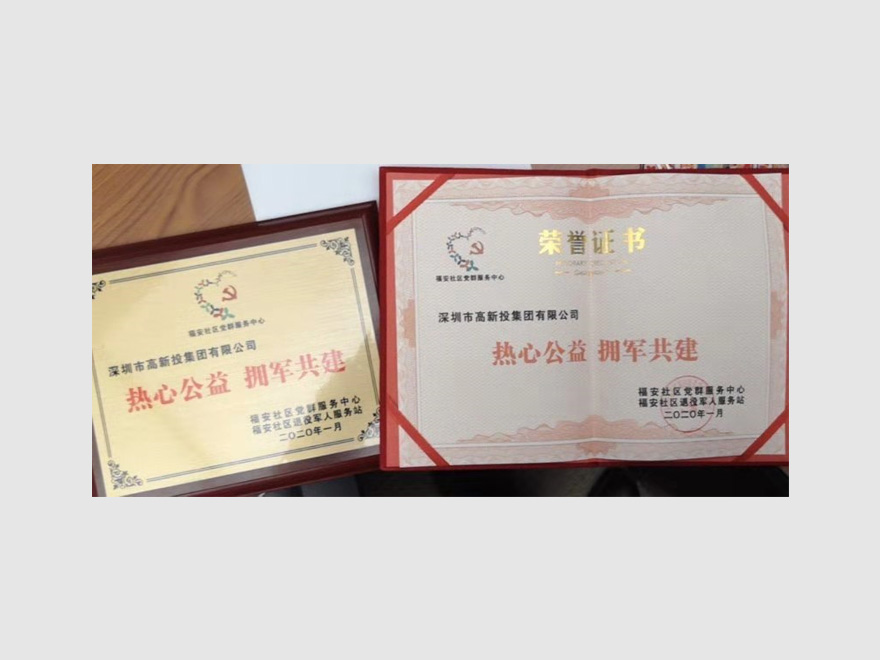 福安社区党群服务中心
深圳市高新投集团有限公司
热心公益 拥军共建
福安社区党群服务中心
福安社区退役军人服务站
二〇二〇年一月
荣誉证书
福安社区党群服务中心
深圳市高新投集团有限公司
热心公益 拥军共建
福安社区党群服务中心
福安社区退役军人服务站
二〇二〇年一月